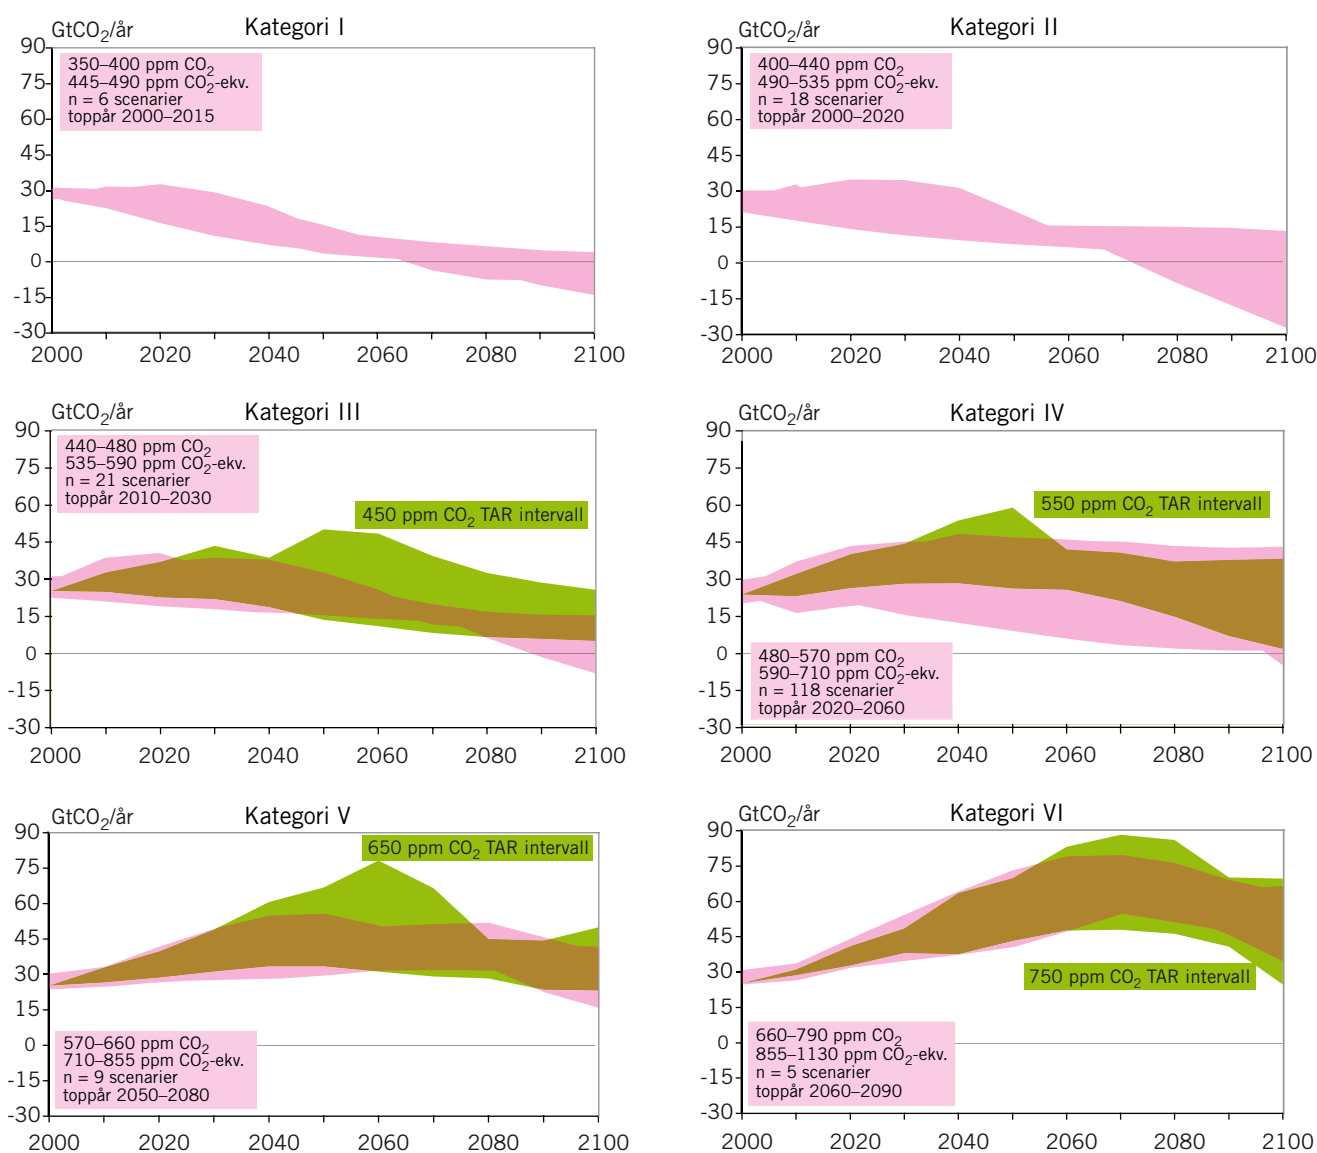 GtCO2/år
Kategori I
90
75
60
45
30
15
0
-15
-30
350–400 ppm CO2
445–490 ppm CO2-ekv.
n = 6 scenarier
toppår 2000–2015
2000 2020 2040 2060 2080 2100
GtCO2/år
Kategori II
90
75
60
45
30
15
0
-15
-30
400–440 ppm CO2
490–535 ppm CO2-ekv.
n = 18 scenarier
toppår 2000–2020
2000 2020 2040 2060 2080 2100
GtCO2/år
Kategori III
90
75
60
45
30
15
0
-15
-30
440–480 ppm CO2
535–590 ppm CO2-ekv.
n = 21 scenarier
toppår 2010–2030
450 ppm CO2 TAR intervall
2000 2020 2040 2060 2080 2100
GtCO2/år
Kategori IV
90
75
60
45
30
15
0
-15
-30
550 ppm CO2 TAR intervall
480–570 ppm CO2
590–710 ppm CO2-ekv.
n = 118 scenarier
toppår 2020–2060
2000 2020 2040 2060 2080 2100
GtCO2/år
Kategori V
90
75
60
45
30
15
0
-15
-30
650 ppm CO2 TAR intervall
570–660 ppm CO2
710–855 ppm CO2-ekv.
n = 9 scenarier
toppår 2050–2080
2000 2020 2040 2060 2080 2100
GtCO2/år
Kategori VI
90
75
60
45
30
15
0
-15
-30
750 ppm CO2 TAR intervall
660–790 ppm CO2
855–1130 ppm CO2-ekv.
n = 5 scenarier
toppår 2060–2090
2000 2020 2040 2060 2080 2100